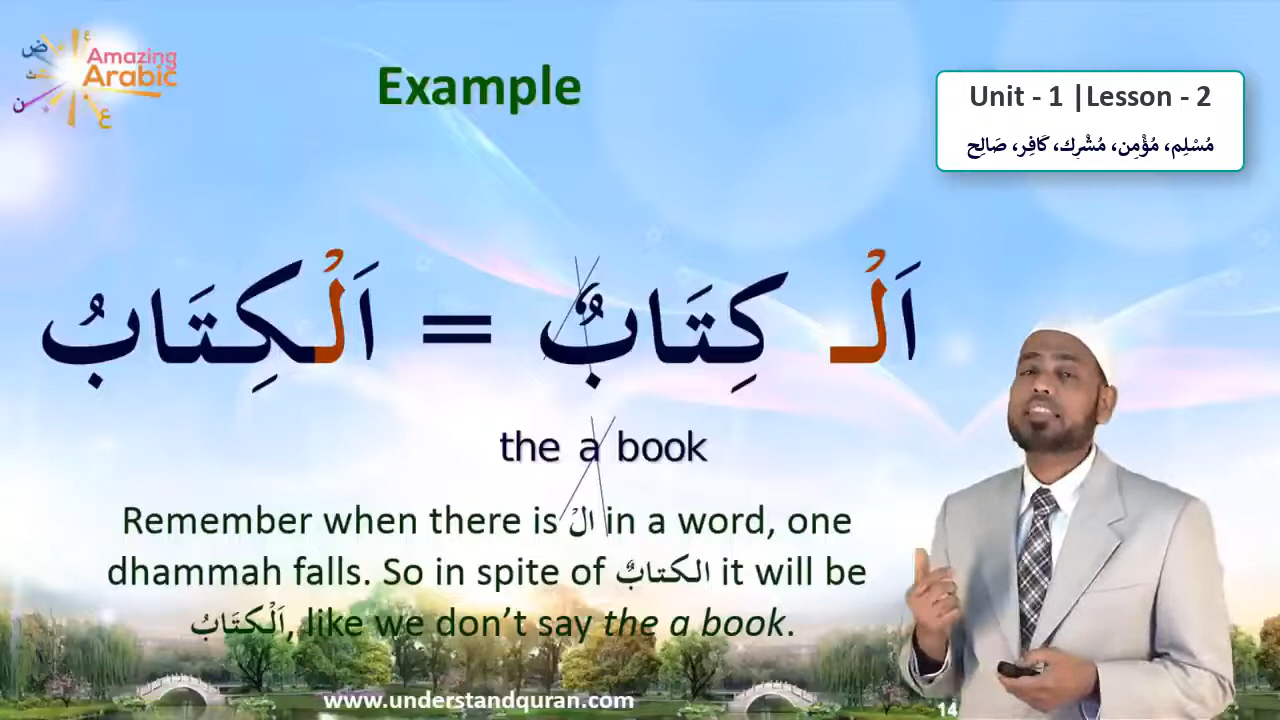 Amazing
Arabic
Example
Unit - 1 |Lesson - 2
مُسْلِم، مُؤْمِن، مُشْرِك، كَافِر، صَالِح
اَلْـ كِتَابٌ = اَلْكِتَابُ
the a book
Remember when there is الْ in a word, one
dhammah falls. So in spite of الكتابٌ it will be
اَلْكتَابُ, like we don’t say the a book.
www.understandquran.com
14